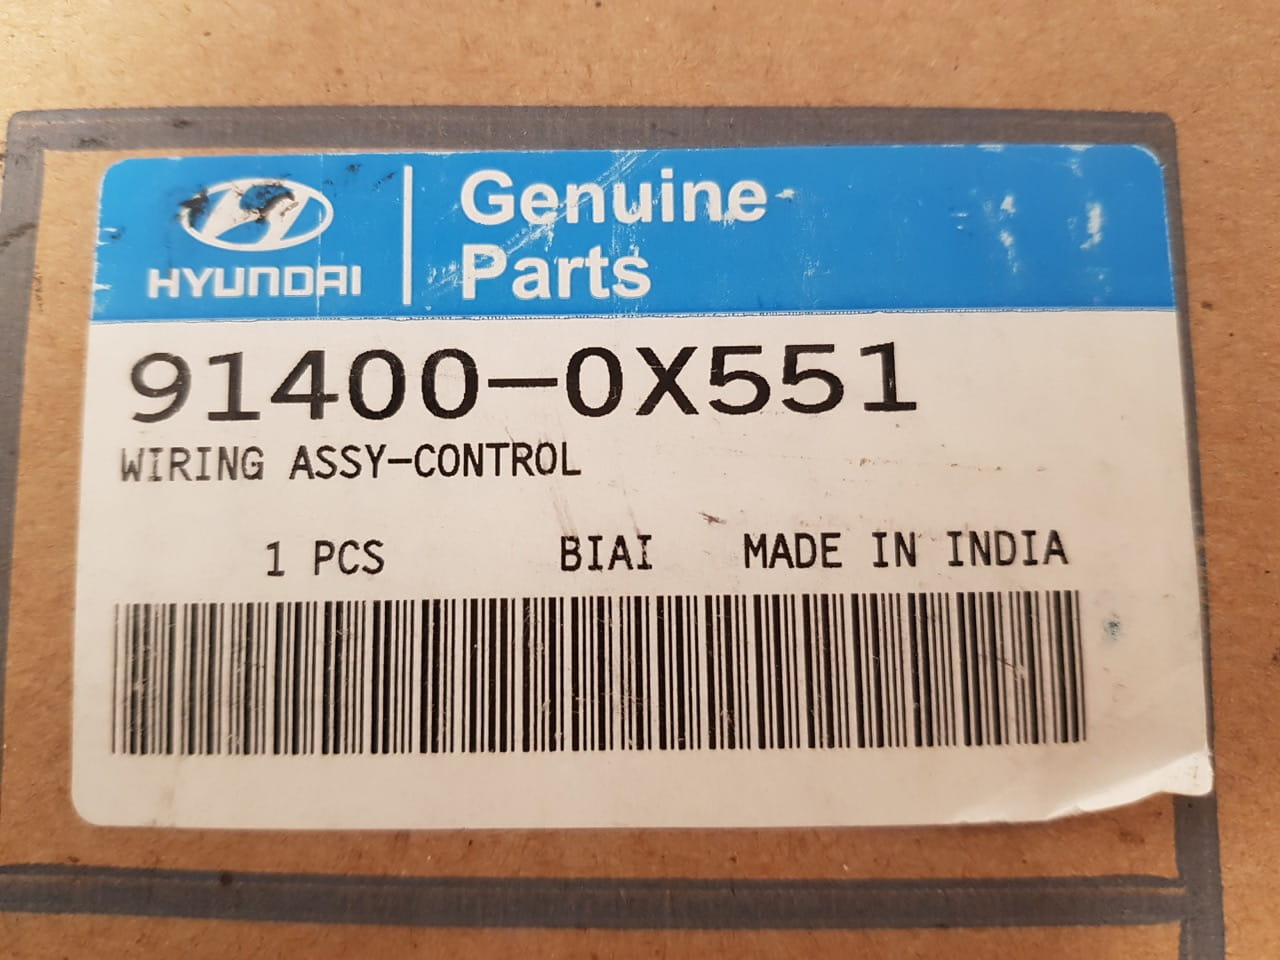 HYUNDAI
Genuine
Parts
91400-0X551
WIRING ASSY-CONTROL
1 PCS BIAI MADE IN INDIA